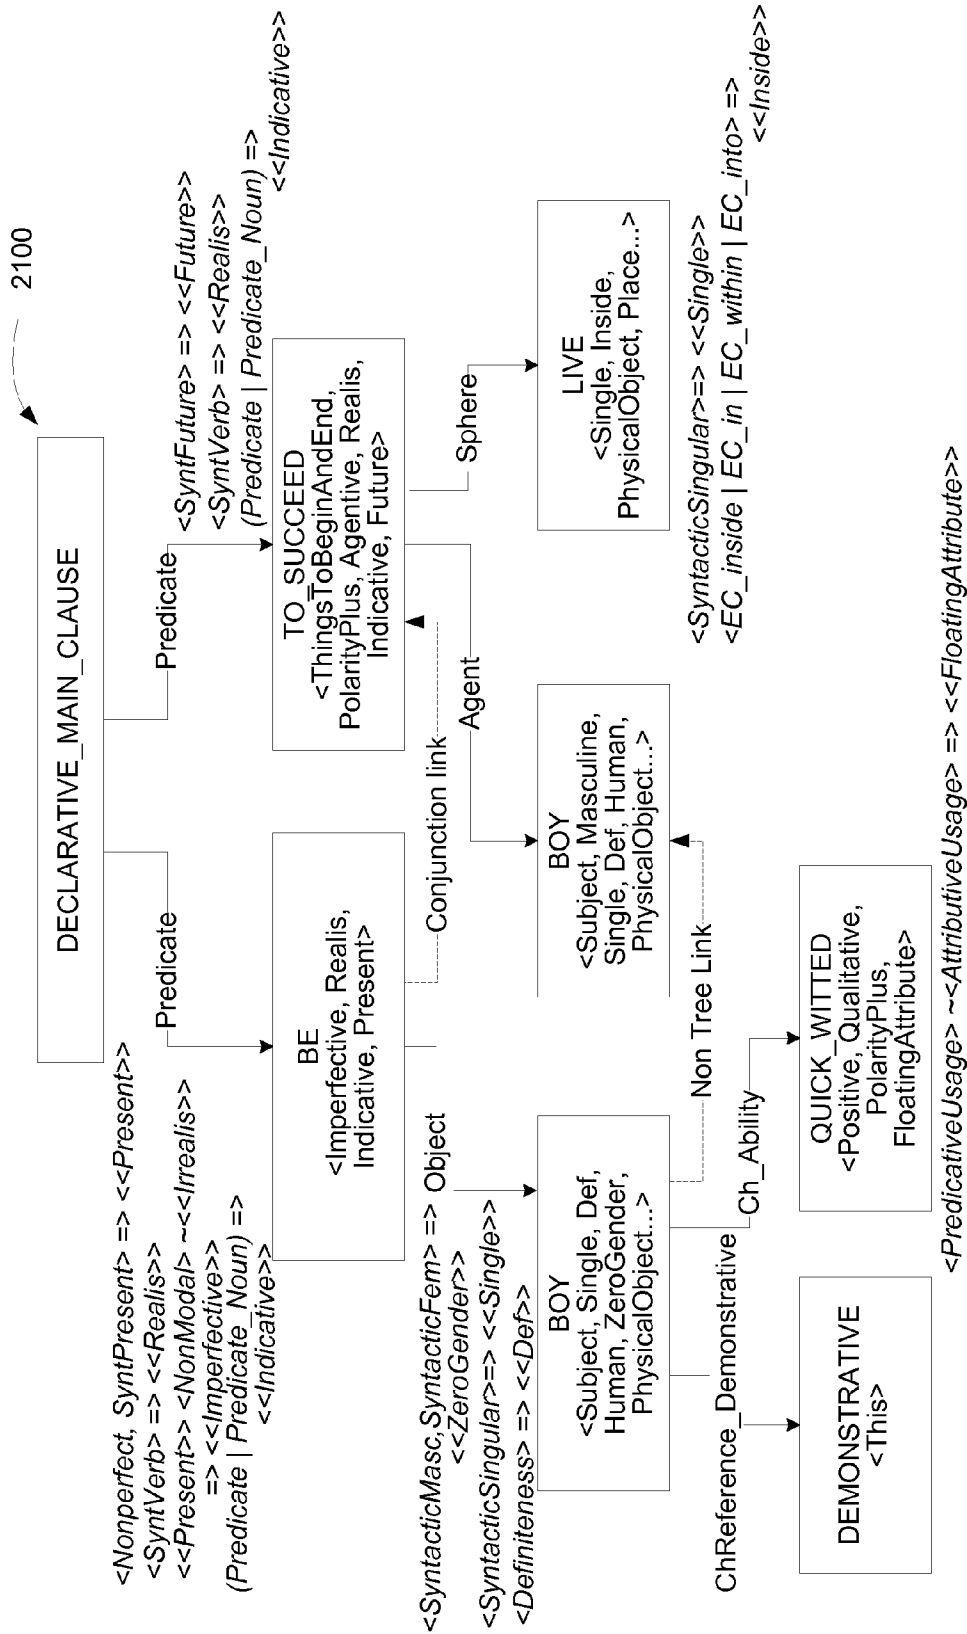 2100
DECLARATIVE_MAIN_CLAUSE
<Nonperfect, SyntPresent> => <<Present>>
<SyntVerb> => <<Realis>>
<<Present>> <NonModal> ~<<Irrealis>>
=> <<Imperfective>>
(Predicate | Predicate_Noun) =>
<<Indicative>>
Predicate
Predicate
<SyntFuture> => <<Future>>
<SyntVerb> => <<Realis>>
(Predicate | Predicate_Noun) =>
<<Indicative>>
BE
<Imperfective, Realis,
Indicative, Present>
TO_SUCCEED
<ThingsToBeginAndEnd,
PolarityPlus, Agentive, Realis,
Indicative, Future>
<SyntacticMasc,SyntacticFem> =>
<<ZeroGender>>
<SyntacticSingular>=> <<Single>>
<Definiteness> => <<Def>>
Object
Conjunction link
Agent
Sphere
BOY
<Subject, Single, Def,
Human, ZeroGender,
PhysicalObject...>
BOY
<Subject, Masculine,
Single, Def, Human,
PhysicalObject...>
LIVE
<Single, Inside,
PhysicalObject, Place...>
<SyntacticSingular>=> <<Single>>
<EC_inside | EC_in | EC_within | EC_into> =>
<<Inside>>
Non Tree Link
ChReference_Demonstrative
Ch_Ability
DEMONSTRATIVE
<This>
QUICK_WITTED
<Positive, Qualitative,
PolarityPlus,
FloatingAttribute>
<PredicativeUsage> ~<AttributiveUsage> => <<FloatingAttribute>>